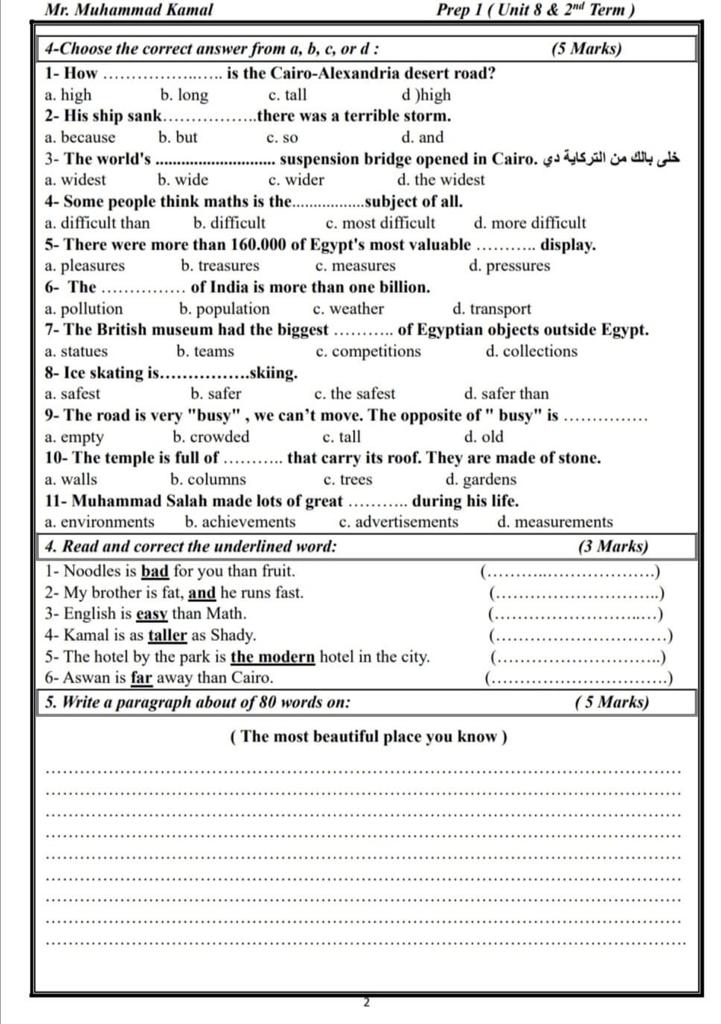 Mr. Muhammad Kamal Prep 1 ( Unit 8 & 2nd Term )
4-Choose the correct answer from a, b, c, or d : (5 Marks)
1- How …………….…. is the Cairo-Alexandria desert road?
a. high b. long c. tall d )high
2- His ship sank……………..there was a terrible storm.
a. because b. but c. so d. and
3- The world's ............................ suspension bridge opened in Cairo. خلى بالك من التركاية دي
a. widest b. wide c. wider d. the widest
4- Some people think maths is the……………..subject of all.
a. difficult than b. difficult c. most difficult d. more difficult
5- There were more than 160.000 of Egypt's most valuable ……….. display.
a. pleasures b. treasures c. measures d. pressures
6- The …………… of India is more than one billion.
a. pollution b. population c. weather d. transport
7- The British museum had the biggest ……….. of Egyptian objects outside Egypt.
a. statues b. teams c. competitions d. collections
8- Ice skating is……………..skiing.
a. safest b. safer c. the safest d. safer than
9- The road is very "busy" , we can’t move. The opposite of " busy" is ……………
a. empty b. crowded c. tall d. old
10- The temple is full of ……….. that carry its roof. They are made of stone.
a. walls b. columns c. trees d. gardens
11- Muhammad Salah made lots of great ……….. during his life.
a. environments b. achievements c. advertisements d. measurements
4. Read and correct the underlined word: (3 Marks)
1- Noodles is bad for you than fruit. (……………………….)
2- My brother is fat, and he runs fast. (……………………..)
3- English is easy than Math. (……………………….)
4- Kamal is as taller as Shady. (……………………….)
5- The hotel by the park is the modern hotel in the city. (……………………..)
6- Aswan is far away than Cairo. (……………………….)
5. Write a paragraph about of 80 words on: ( 5 Marks)
( The most beautiful place you know )
……………………………………………………………………………………
……………………………………………………………………………………
……………………………………………………………………………………
……………………………………………………………………………………
……………………………………………………………………………………
……………………………………………………………………………………
……………………………………………………………………………………
……………………………………………………………………………………
……………………………………………………………………………………
2